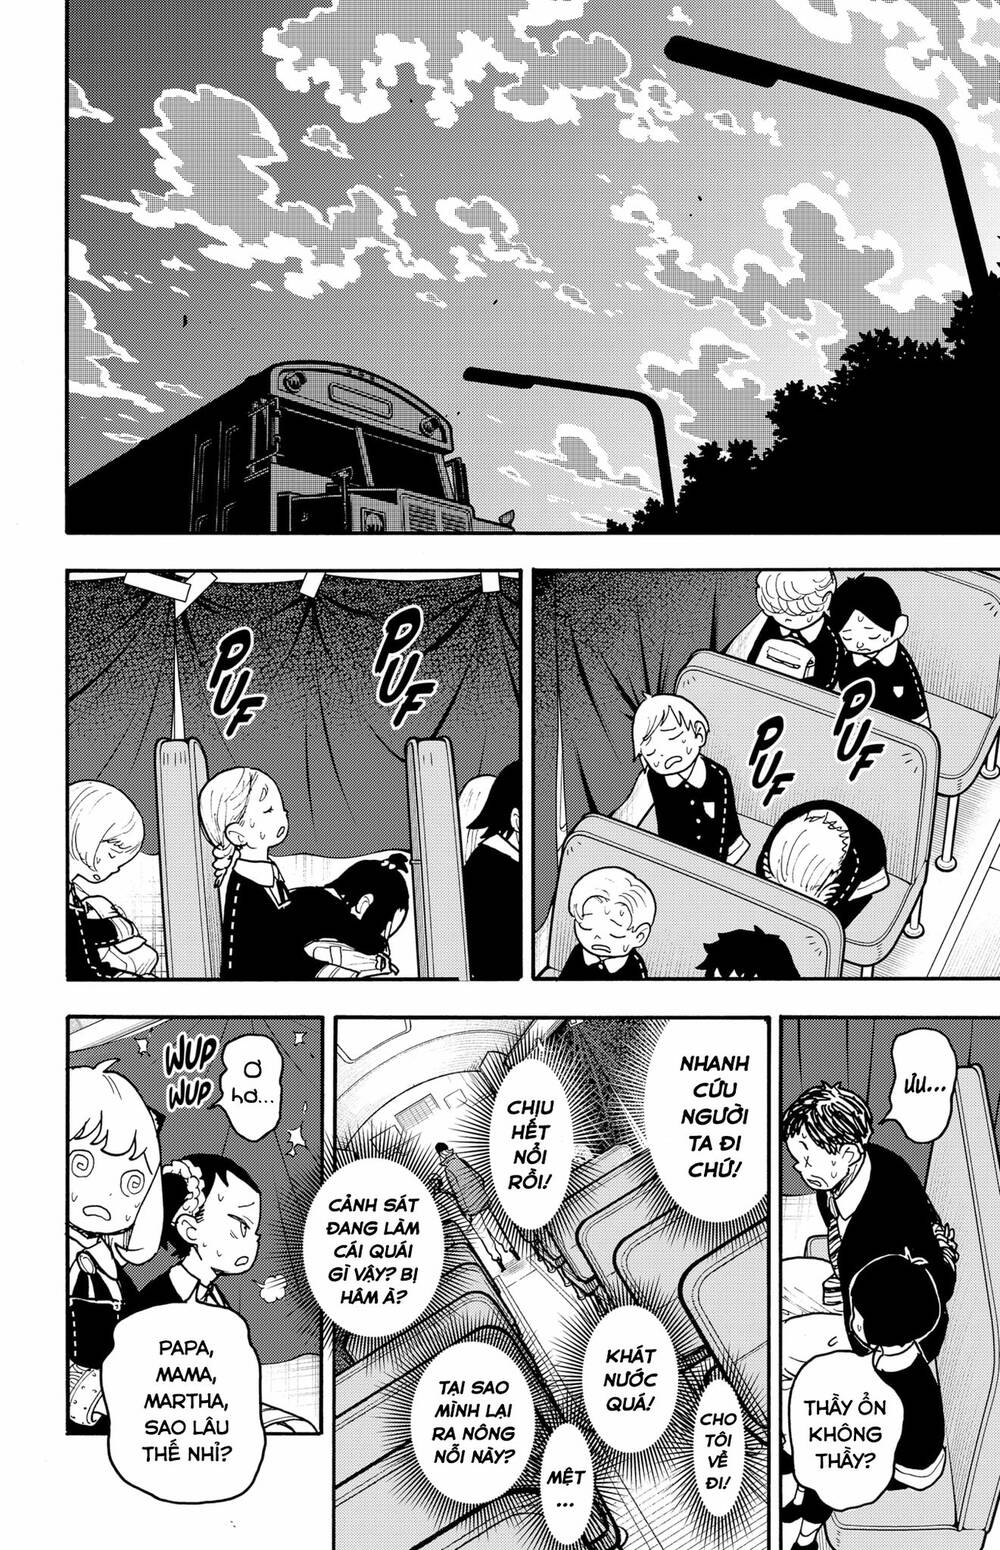 PUF
PUF
PUF
PUF
ƯU...
THẦY ỔN
KHÔNG
THẦY?
NHANH
CỨU
NGƯỜI
TA ĐI
CHỨ!
CHỊU
HẾT
NỔI
RỒI!
CẢNH SÁT
ĐANG LÀM
CÁI QUÁI
GÌ VẬY? BỊ
HÂM À?
KHÁT
NƯỚC
QUÁ!
CHO
TÔI
VỀ
ĐI!
TẠI SAO
MÌNH LẠI
RA NÔNG
NỖI NÀY?
MỆT
...
Ơ
HƠ...
WUP
WUP
PAPA,
MAMA,
MARTHA,
SAO LÂU
THẾ NHỈ?